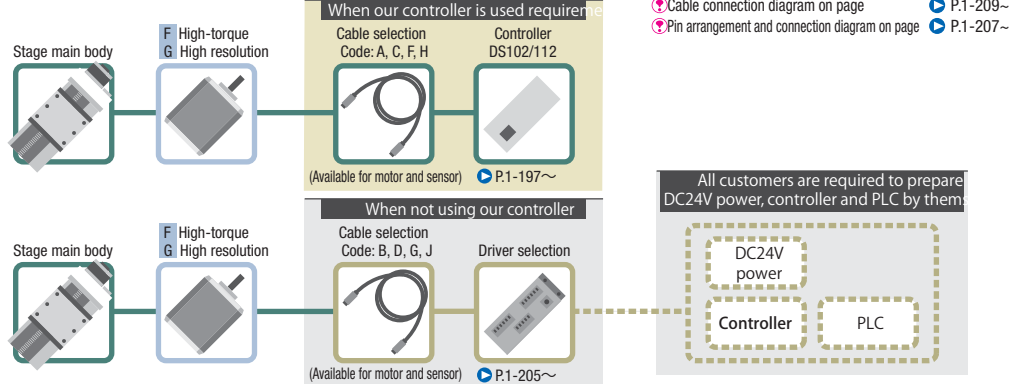 When our controller is used requireme
Cable connection diagram on page P.1-209~
Pin arrangement and connection diagram on page P.1-207~
Stage main body
F High-torque
G High resolution
Cable selection
Code: A, C, F, H
Controller
DS102/112
(Available for motor and sensor)
P.1-197～
When not using our controller
Stage main body
F High-torque
G High resolution
Cable selection
Code: B, D, G, J
Driver selection
(Available for motor and sensor)
P.1-205～
All customers are required to prepare
DC24V power, controller and PLC by thems
DC24V
power
Controller
PLC